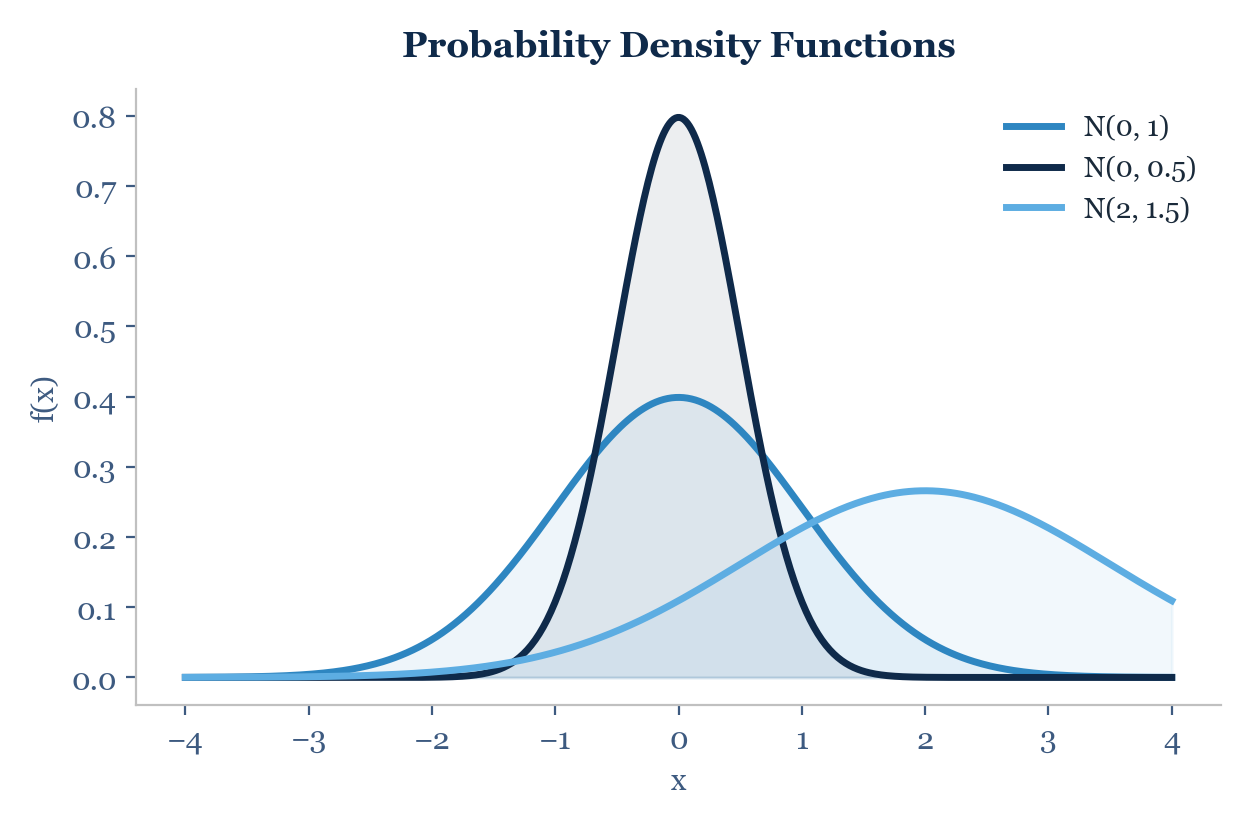 Probability Density Functions
N(0, 1)
N(0, 0.5)
N(2, 1.5)
f(x)
0.8
0.7
0.6
0.5
0.4
0.3
0.2
0.1
0.0
−4 −3 −2 −1 0 1 2 3 4
x